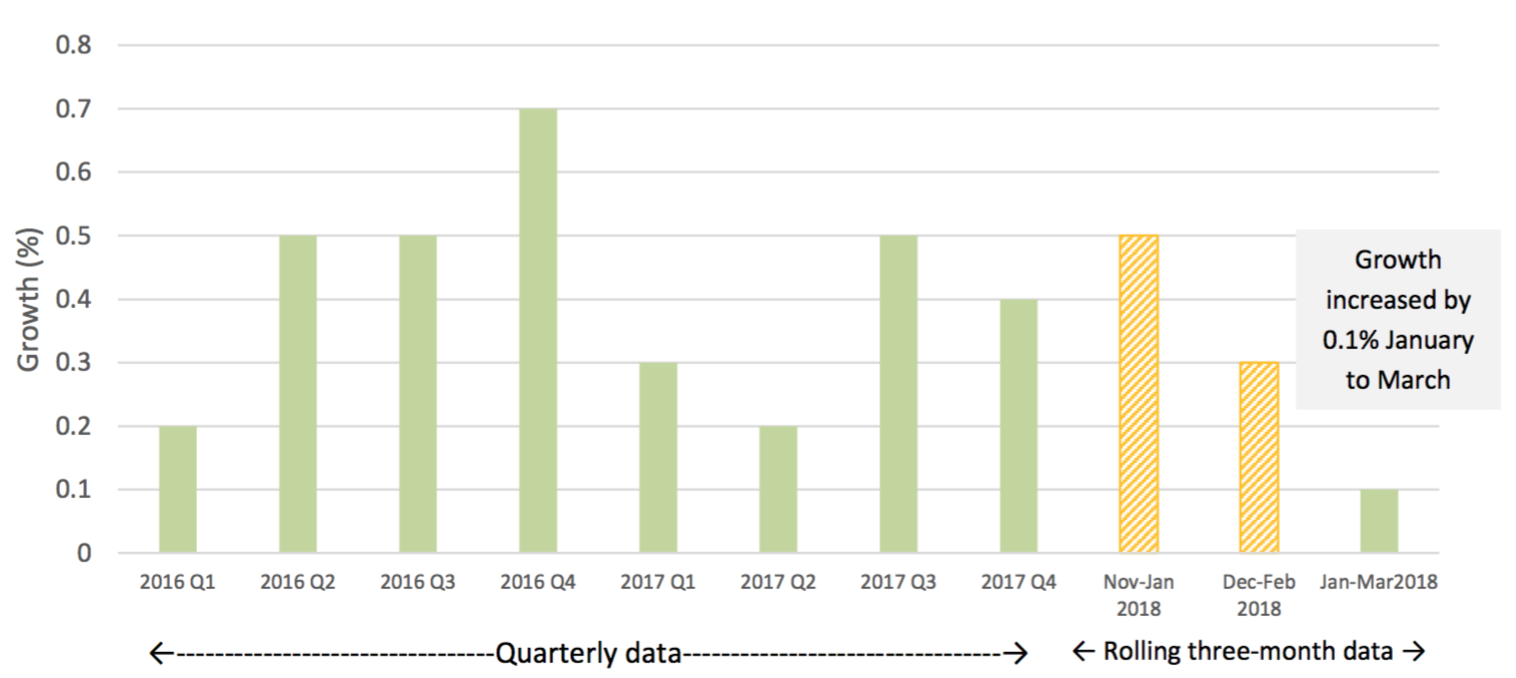 0.8
0.7
0.6
0.5
0.4
0.3
0.2
0.1
0
Growth (%)
Growth
increased by
0.1% January
to March
2016 Q1
2016 Q2
2016 Q3
2016 Q4
2017 Q1
2017 Q2
2017 Q3
2017 Q4
Nov-Jan
2018
Dec-Feb
2018
Jan-Mar2018
←--------------------------------Quarterly data--------------------------------→
← Rolling three-month data →